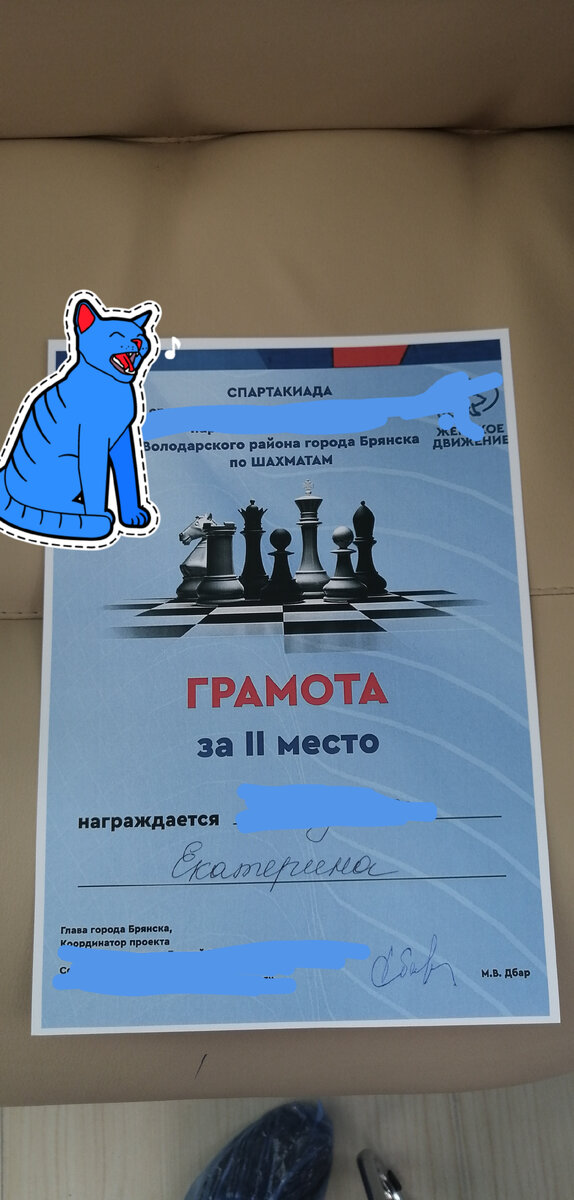 СПАРТАКИАДА
Володарского района города Брянска
по ШАХМАТАМ
ДВИЖЕНИЕ
ГРАМОТА
за II место
награждается
Екатерина
Глава города Брянска,
Координатор проекта
М.В. Дбар